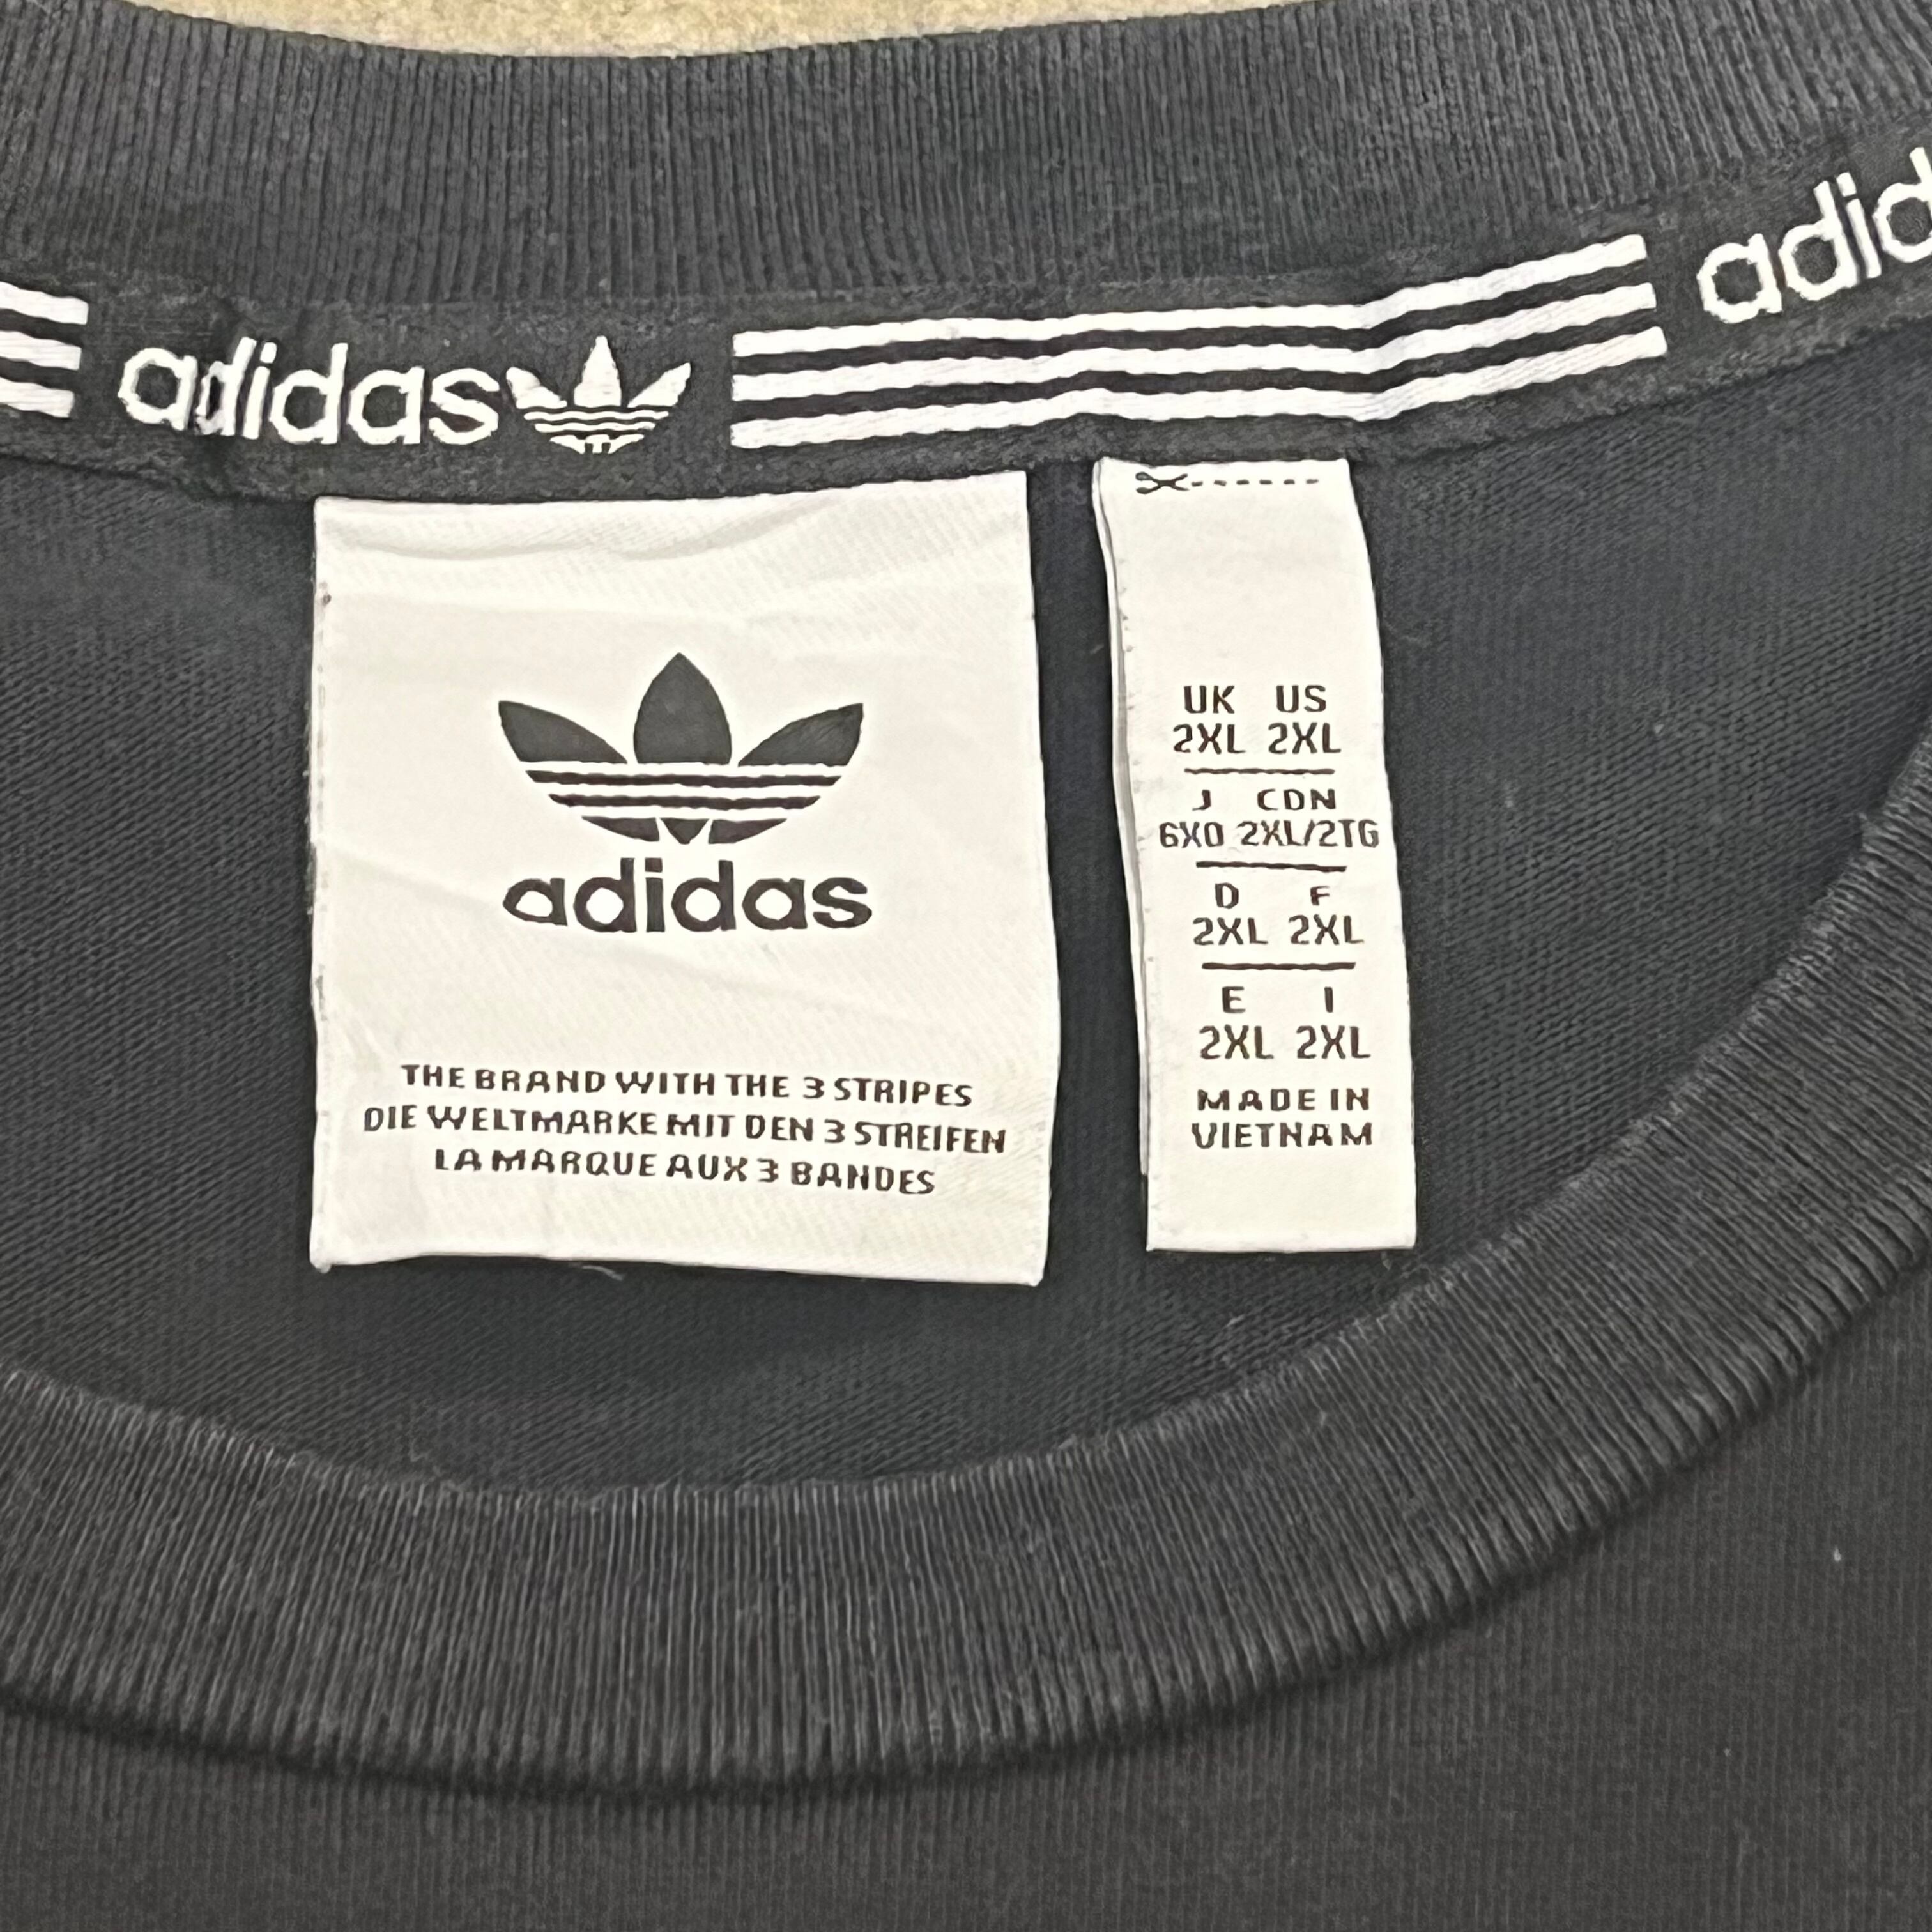 adidas
adid
adidas
THE BRAND WITH THE 3 STRIPES
DIE WELTMARKE MIT DEN 3 STREIFEN
LA MARQUE AUX 3 BANDES
UK US
2XL 2XL
J CDN
6XO 2XL/2TG
D F
2XL 2XL
E I
2XL 2XL
MADE IN
VIETNAM